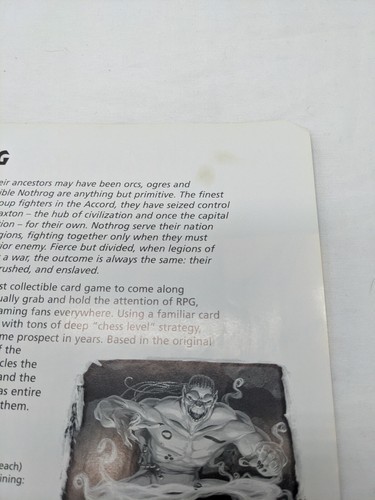 G
eir ancestors may have been orcs, ogres and
ible Nothrog are anything but primitive. The finest
oup fighters in the Accord, they have seized control
axton – the hub of civilization and once the capital
tion – for their own. Nothrog serve their nation
gions, fighting together only when they must
ior enemy. Fierce but divided, when legions of
a war, the outcome is always the same: their
rushed, and enslaved.
st collectible card game to come along
ually grab and hold the attention of RPG,
aming fans everywhere. Using a familiar card
with tons of deep "chess level" strategy,
me prospect in years. Based in the original
f the
cles the
and the
as entire
them.
each)
ining: